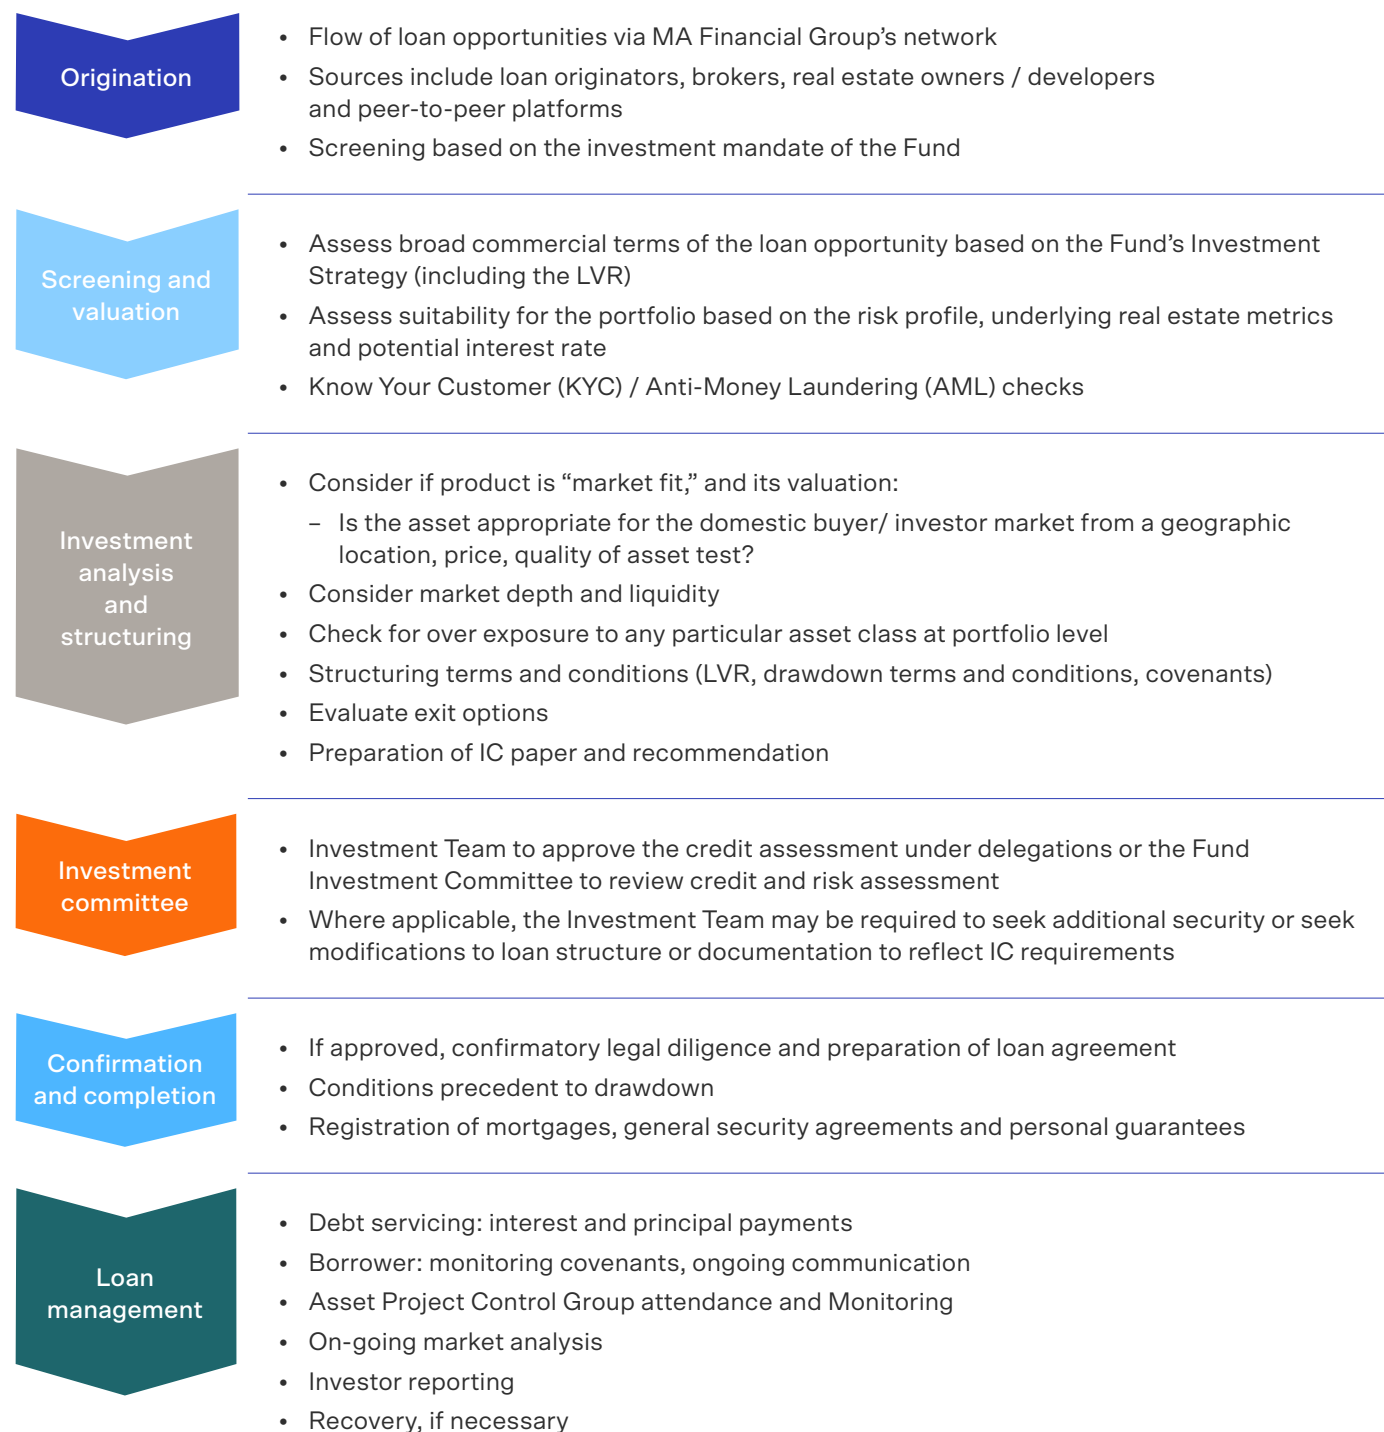 Origination
• Flow of loan opportunities via MA Financial Group’s network
• Sources include loan originators, brokers, real estate owners / developers
and peer-to-peer platforms
• Screening based on the investment mandate of the Fund
Screening and
valuation
• Assess broad commercial terms of the loan opportunity based on the Fund’s Investment
Strategy (including the LVR)
• Assess suitability for the portfolio based on the risk profile, underlying real estate metrics
and potential interest rate
• Know Your Customer (KYC) / Anti-Money Laundering (AML) checks
Investment
analysis
and
structuring
• Consider if product is “market fit,” and its valuation:
– Is the asset appropriate for the domestic buyer/ investor market from a geographic
location, price, quality of asset test?
• Consider market depth and liquidity
• Check for over exposure to any particular asset class at portfolio level
• Structuring terms and conditions (LVR, drawdown terms and conditions, covenants)
• Evaluate exit options
• Preparation of IC paper and recommendation
Investment
committee
• Investment Team to approve the credit assessment under delegations or the Fund
Investment Committee to review credit and risk assessment
• Where applicable, the Investment Team may be required to seek additional security or seek
modifications to loan structure or documentation to reflect IC requirements
Confirmation
and completion
• If approved, confirmatory legal diligence and preparation of loan agreement
• Conditions precedent to drawdown
• Registration of mortgages, general security agreements and personal guarantees
Loan
management
• Debt servicing: interest and principal payments
• Borrower: monitoring covenants, ongoing communication
• Asset Project Control Group attendance and Monitoring
• On-going market analysis
• Investor reporting
• Recovery, if necessary